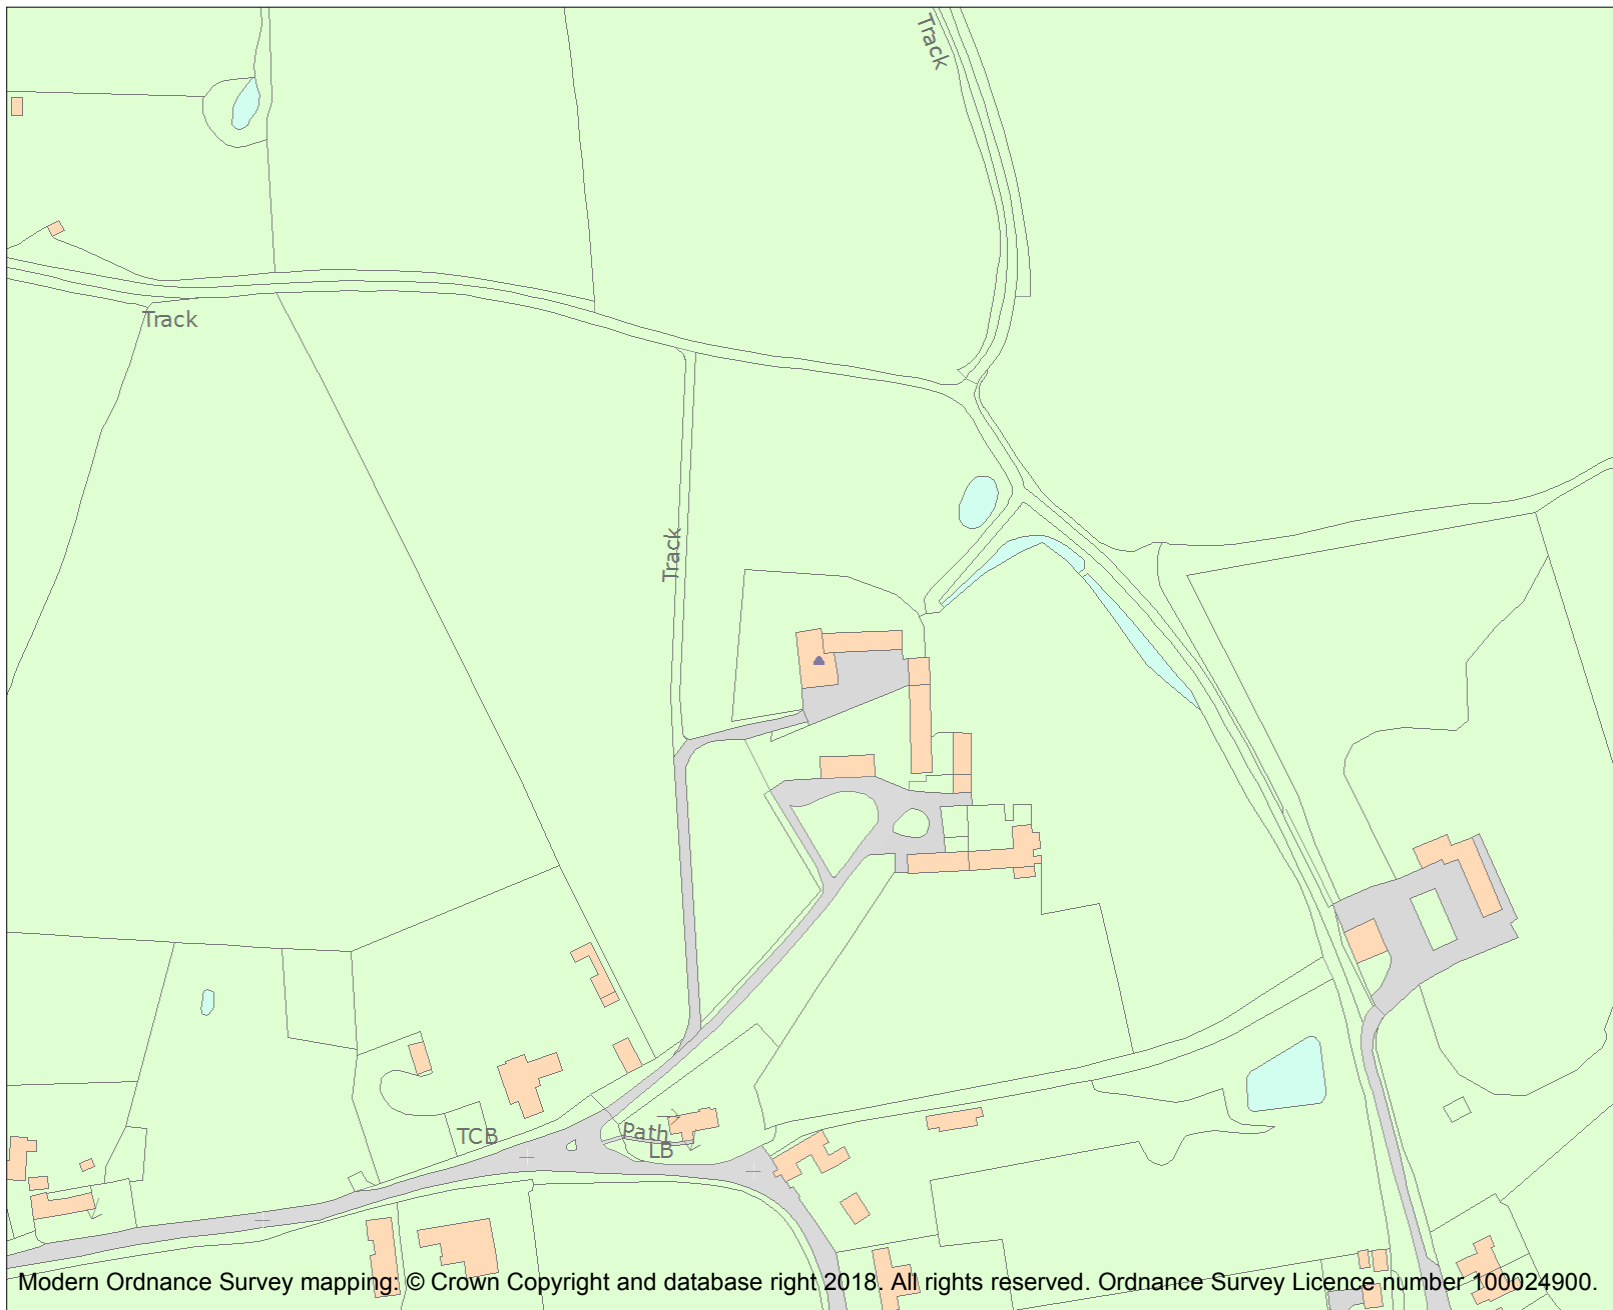 Track
Track
Track
TCB
Path
LB
Modern Ordnance Survey mapping: © Crown Copyright and database right 2018. All rights reserved. Ordnance Survey Licence number 100024900.